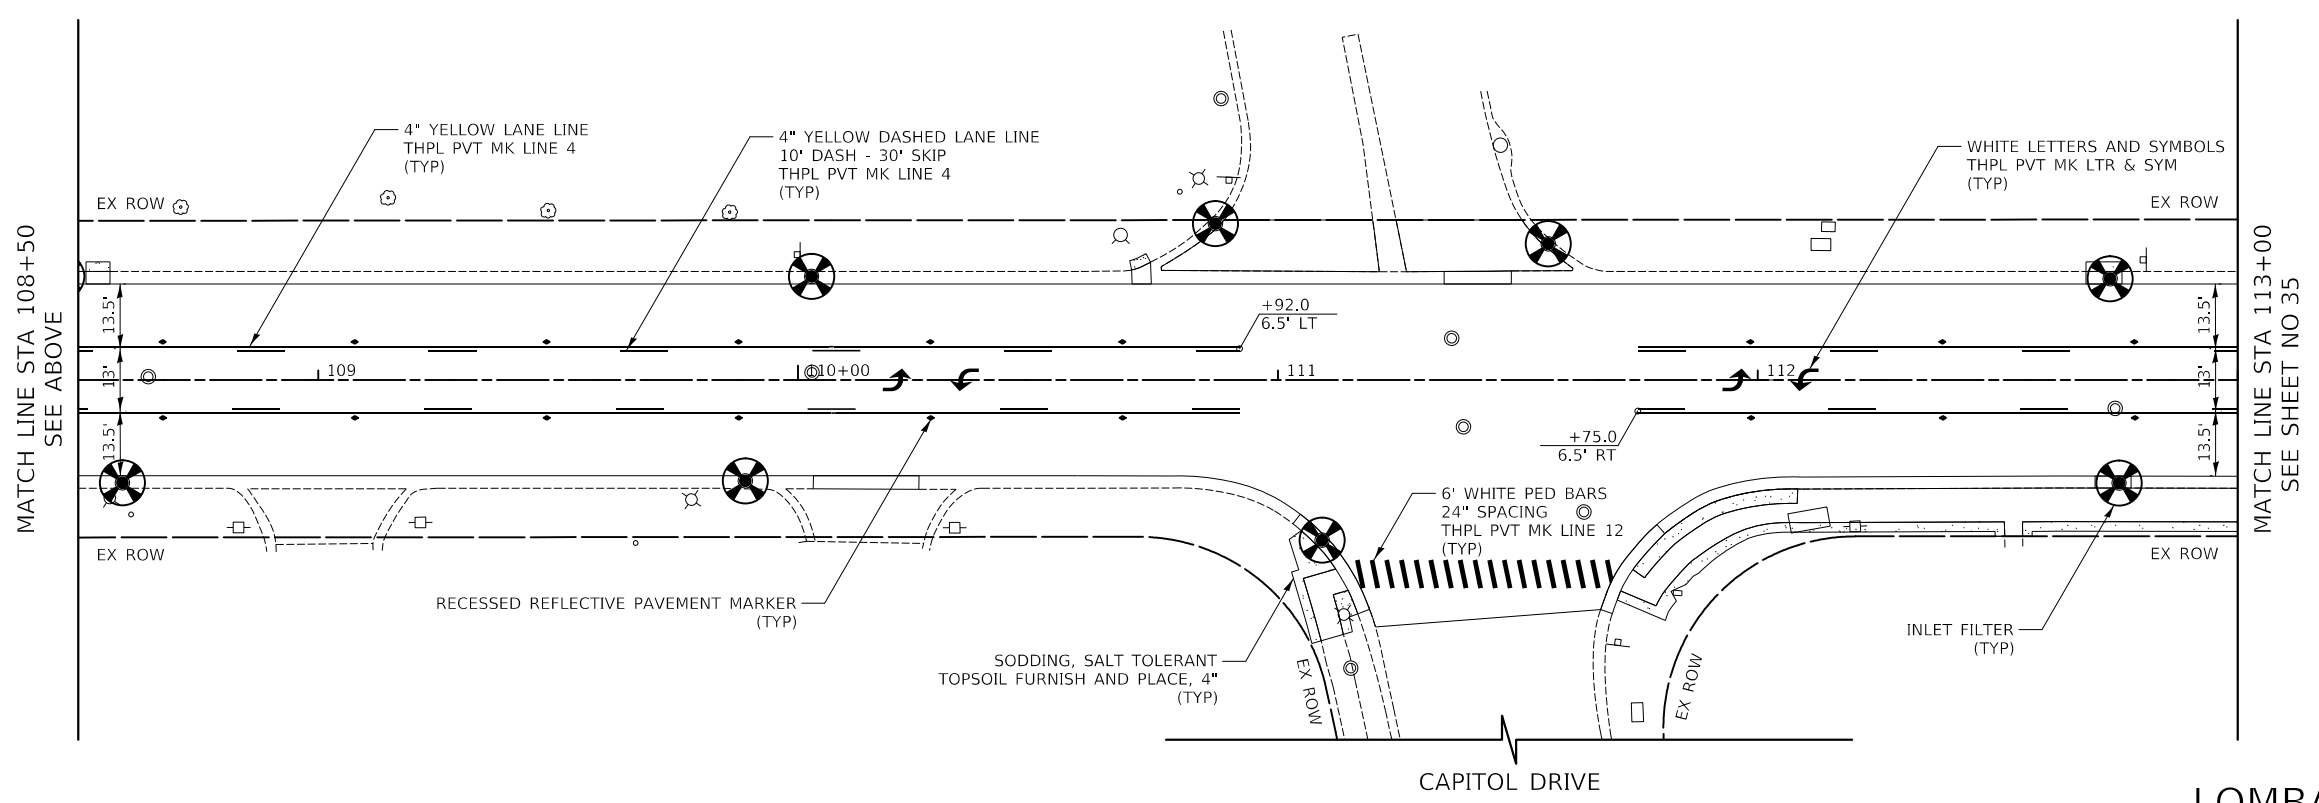 4" YELLOW LANE LINE
THPL PVT MK LINE 4
(TYP)
4" YELLOW DASHED LANE LINE
10' DASH - 30' SKIP
THPL PVT MK LINE 4
(TYP)
WHITE LETTERS AND SYMBOLS
THPL PVT MK LTR & SYM
(TYP)
EX ROW
EX ROW
MATCH LINE STA 108+50
SEE ABOVE
13.5'
13'
13.5'
+92.0
6.5' LT
109
110+00
111
112
13.5'
13'
13.5'
MATCH LINE STA 113+00
SEE SHEET NO 35
+75.0
6.5' RT
6' WHITE PED BARS
24" SPACING
THPL PVT MK LINE 12
(TYP)
EX ROW
EX ROW
RECESSED REFLECTIVE PAVEMENT MARKER
(TYP)
INLET FILTER
(TYP)
SODDING, SALT TOLERANT
TOPSOIL FURNISH AND PLACE, 4"
(TYP)
EX ROW
EX ROW
CAPITOL DRIVE